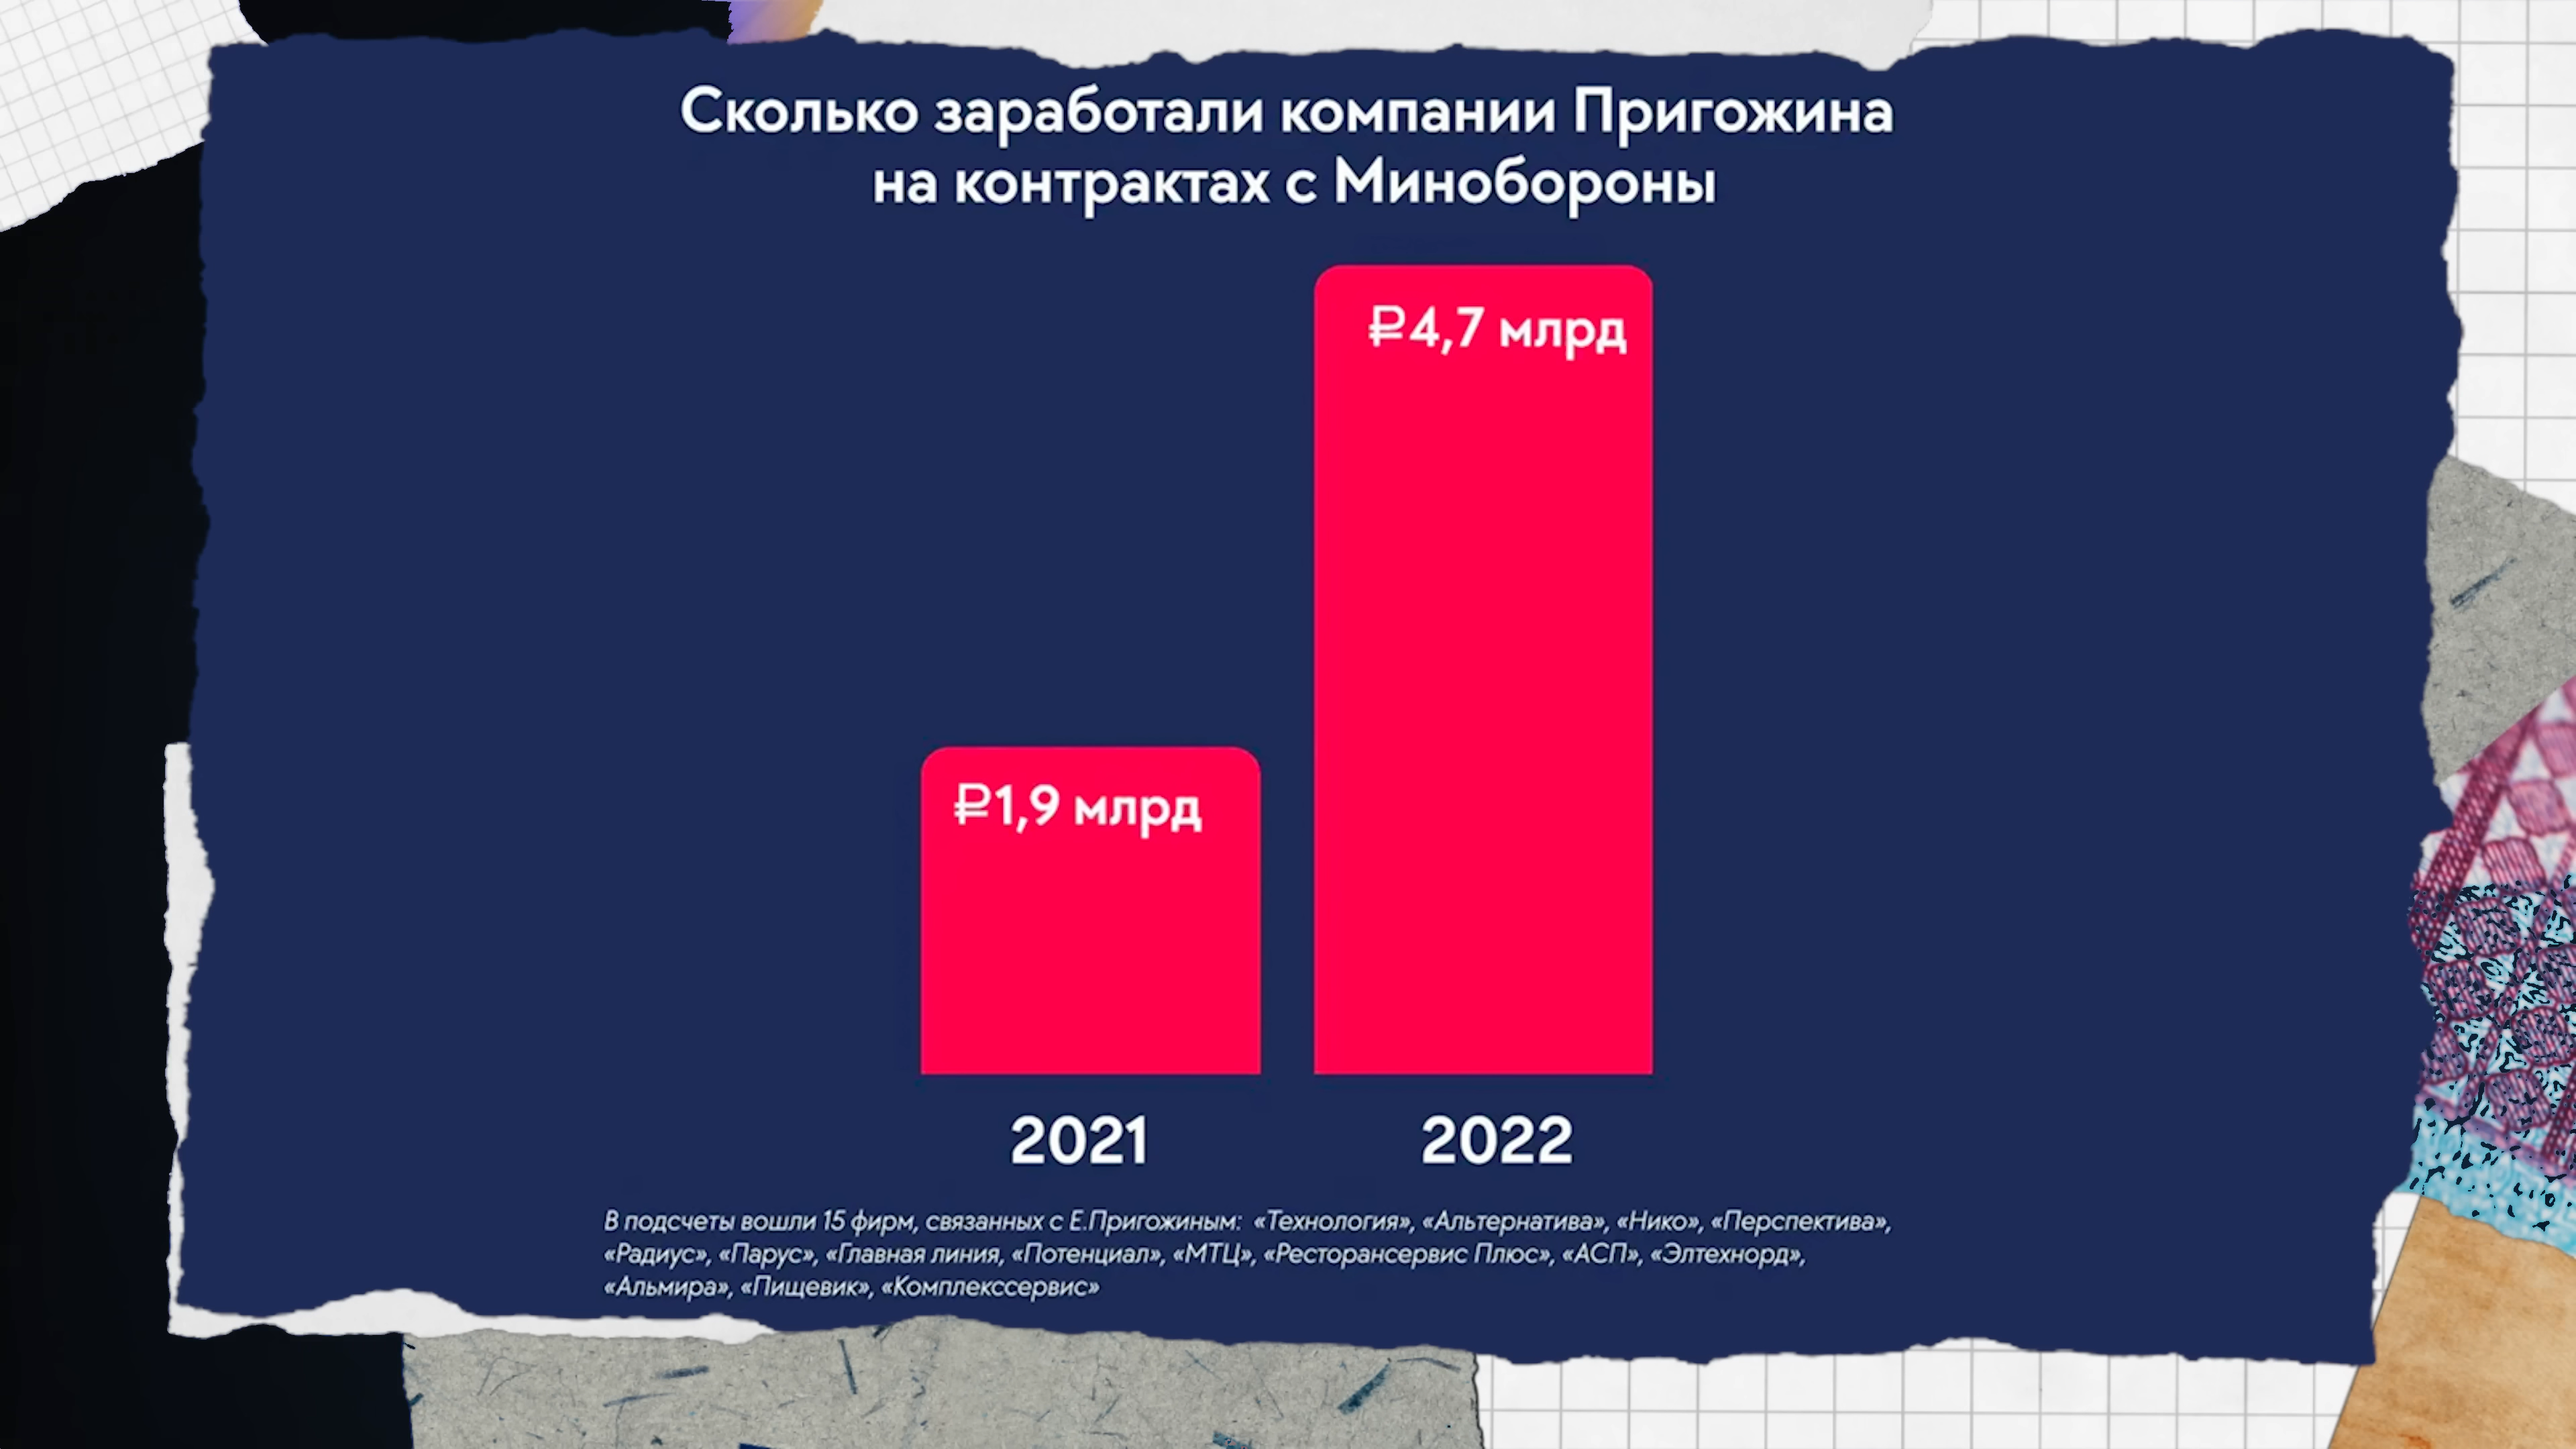 Сколько заработали компании Пригожина
на контрактах с Минобороны
₽4,7 млрд
₽1,9 млрд
2021
2022
В подсчеты вошли 15 фирм, связанных с Е.Пригожиным: «Технология», «Альтернатива», «Нико», «Перспектива»,
«Радиус», «Парус», «Главная линия, «Потенциал», «МТЦ», «Ресторансервис Плюс», «АСП», «Элтехнорд»,
«Альмира», «Пищевик», «Комплекссервис»